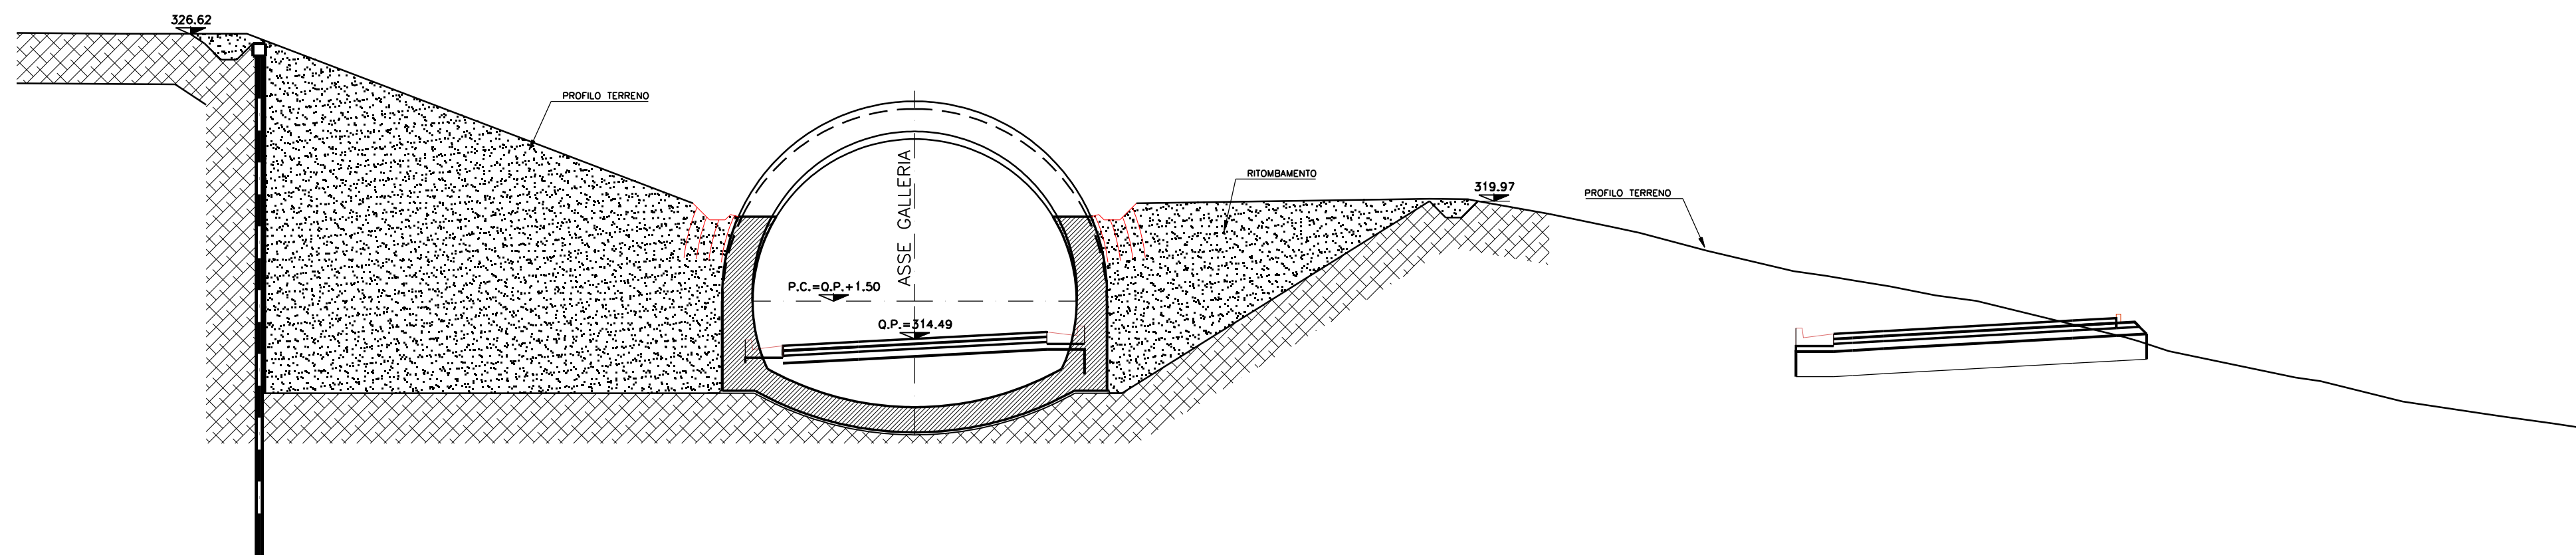 326.62
PROFILO TERRENO
ASSE GALLERIA
RITOMBAMENTO
319.97
PROFILO TERRENO
P.C.=Q.P.+1.50
Q.P.=314.49